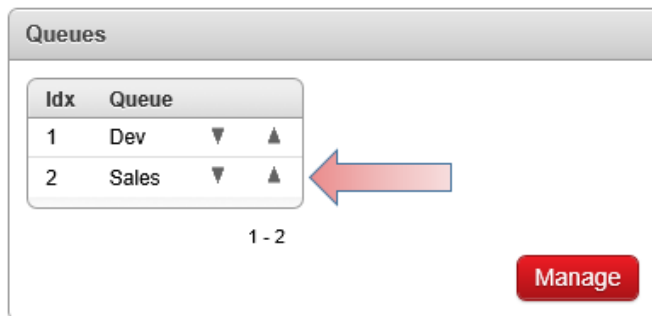 Queues
Idx Queue
1 Dev ▼ ▲
2 Sales ▼ ▲
1 - 2
Manage